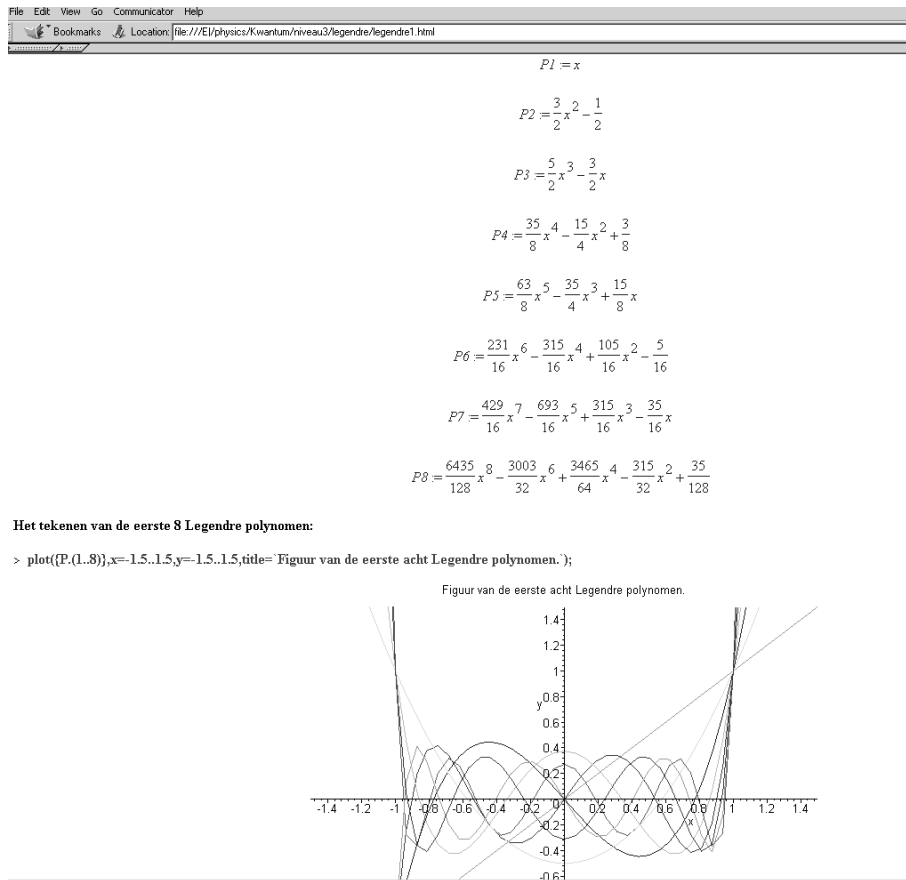 File Edit View Go Communicator Help
Bookmarks Location: file:///E|/physics/Kwantum/niveau3/legendre/legendre1.html
P1 := x
P2 := 3/2 x^2 - 1/2
P3 := 5/2 x^3 - 3/2 x
P4 := 35/8 x^4 - 15/4 x^2 + 3/8
P5 := 63/8 x^5 - 35/4 x^3 + 15/8 x
P6 := 231/16 x^6 - 315/16 x^4 + 105/16 x^2 - 5/16
P7 := 429/16 x^7 - 693/16 x^5 + 315/16 x^3 - 35/16 x
P8 := 6435/128 x^8 - 3003/32 x^6 + 3465/64 x^4 - 315/32 x^2 + 35/128
Het tekenen van de eerste 8 Legendre polynomen:
> plot({P.(1..8)},x=-1.5..1.5,y=-1.5..1.5,title=`Figuur van de eerste acht Legendre polynomen.`);
Figuur van de eerste acht Legendre polynomen.
1.4
1.2
1
y 0.8
0.6
0.4
0.2
-1.4 -1.2 -1 -0.8 -0.6 -0.4 -0.2 0 0.2 0.4 0.6 0.8 1 1.2 1.4
x
-0.2
-0.4
-0.6